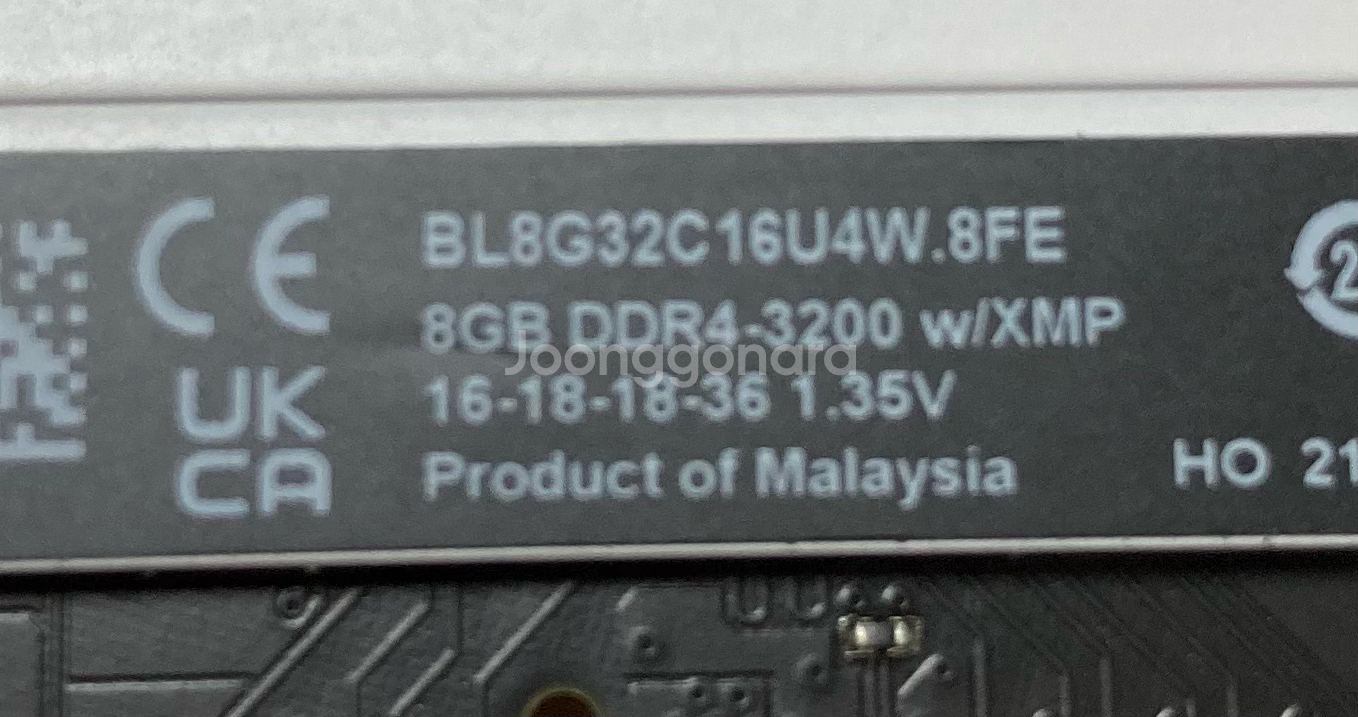 CE
UK
CA
BL8G32C16U4W.8FE
8GB DDR4-3200 w/XMP
Joonggonara
16-18-18-36 1.35V
Product of Malaysia
HO 21
2